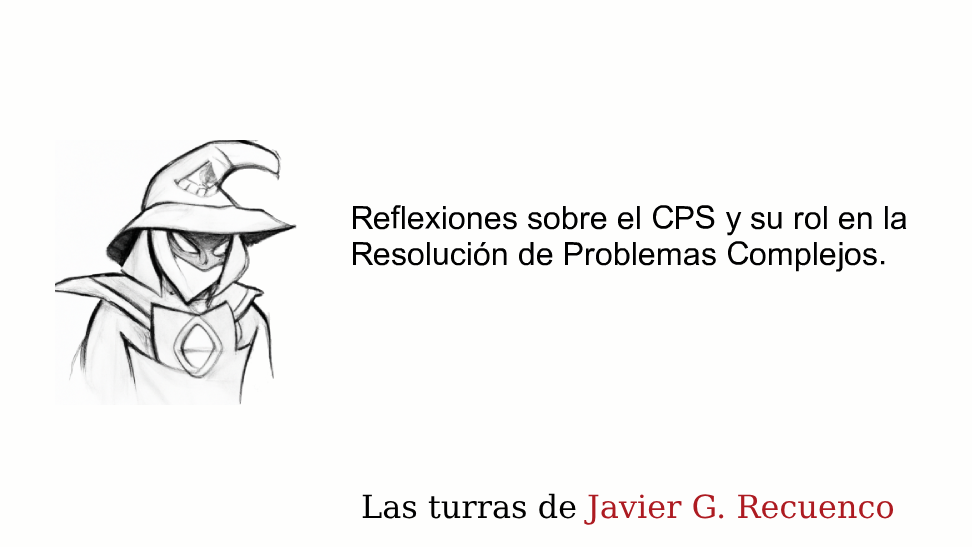 Reflexiones sobre el CPS y su rol en la
Resolución de Problemas Complejos.
Las turras de Javier G. Recuenco